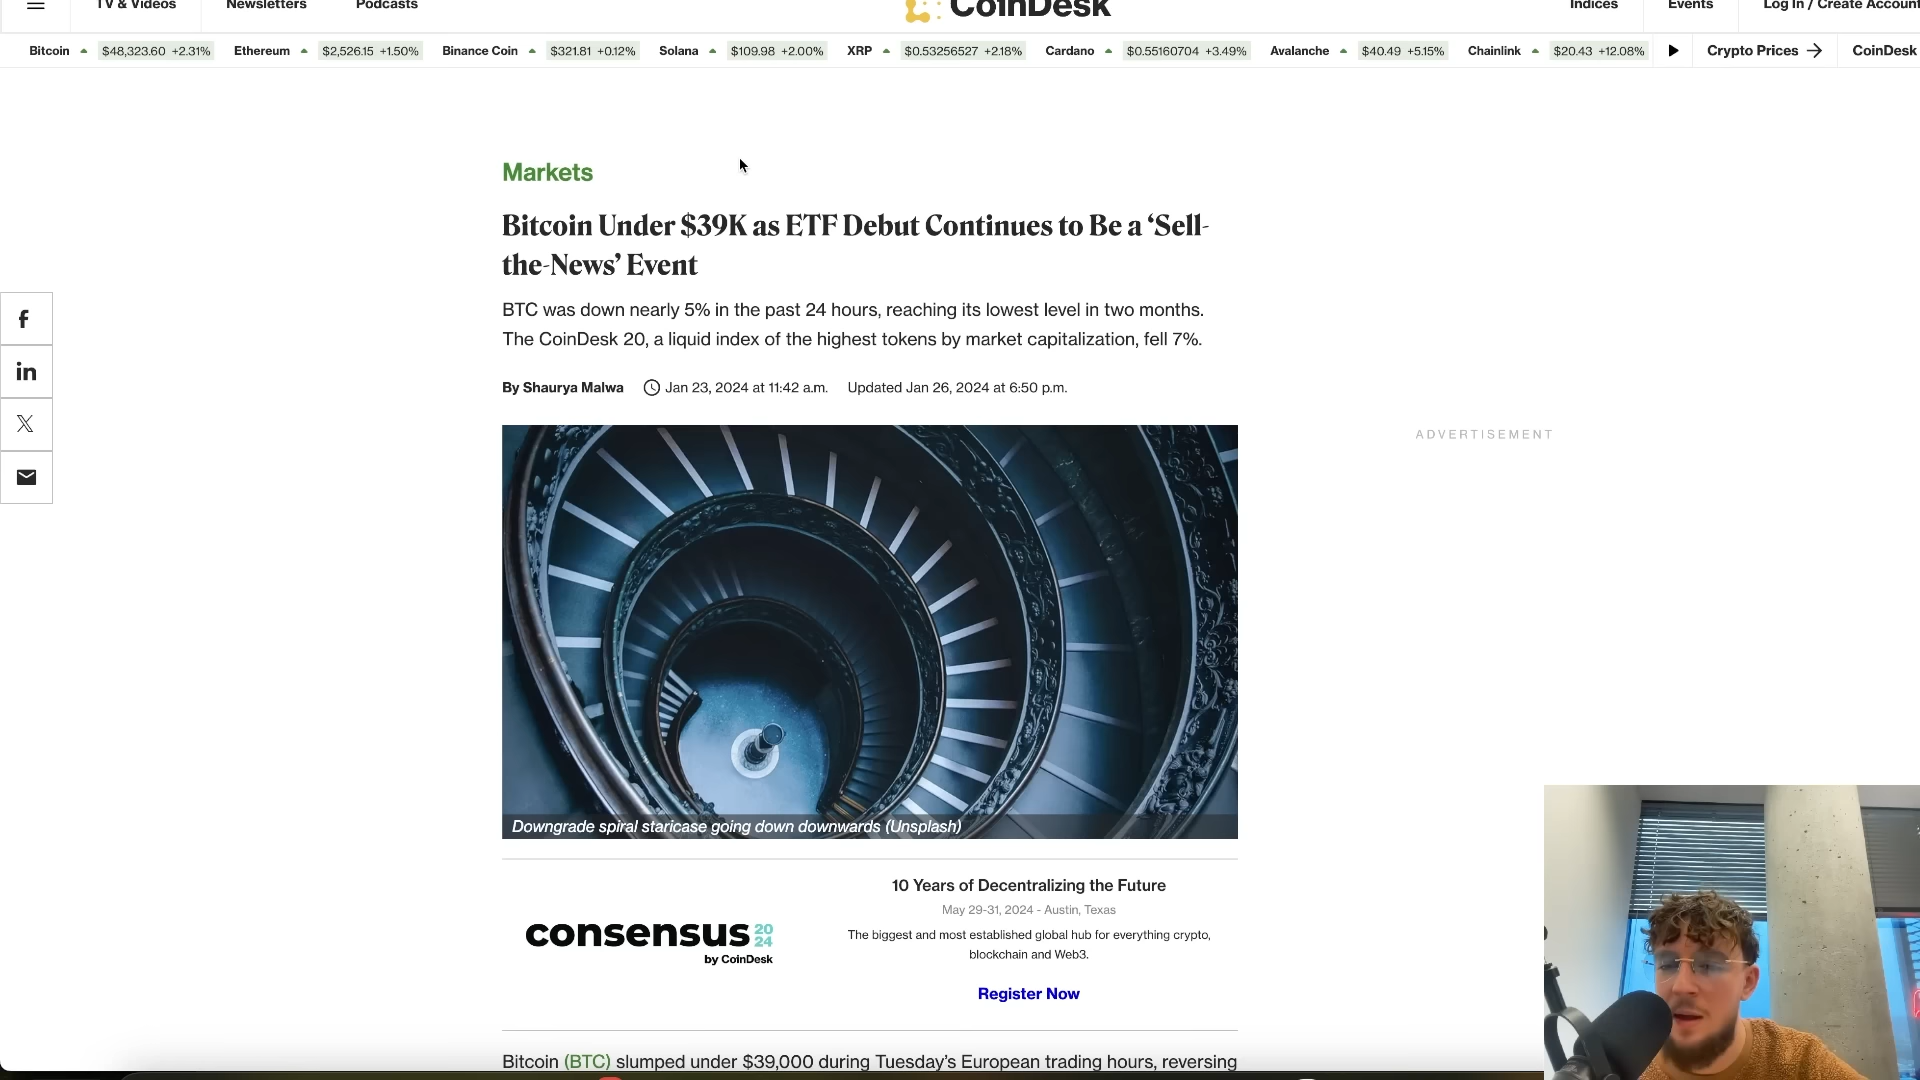 TV & Videos
Newsletters
Podcasts
CoinDesk
Indices
Events
Log In / Create Account
Bitcoin $48,323.60 +2.31% Ethereum $2,526.15 +1.50% Binance Coin $321.81 +0.12% Solana $109.98 +2.00% XRP $0.53256527 +2.18% Cardano $0.55160704 +3.49% Avalanche $40.49 +5.15% Chainlink $20.43 +12.08% Crypto Prices CoinDesk
Markets
Bitcoin Under $39K as ETF Debut Continues to Be a ‘Sell-
the-News’ Event
BTC was down nearly 5% in the past 24 hours, reaching its lowest level in two months.
The CoinDesk 20, a liquid index of the highest tokens by market capitalization, fell 7%.
By Shaurya Malwa Jan 23, 2024 at 11:42 a.m. Updated Jan 26, 2024 at 6:50 p.m.
ADVERTISEMENT
Downgrade spiral staricase going down downwards (Unsplash)
consensus 2024
by CoinDesk
10 Years of Decentralizing the Future
May 29-31, 2024 - Austin, Texas
The biggest and most established global hub for everything crypto,
blockchain and Web3.
Register Now
Bitcoin (BTC) slumped under $39,000 during Tuesday’s European trading hours, reversing